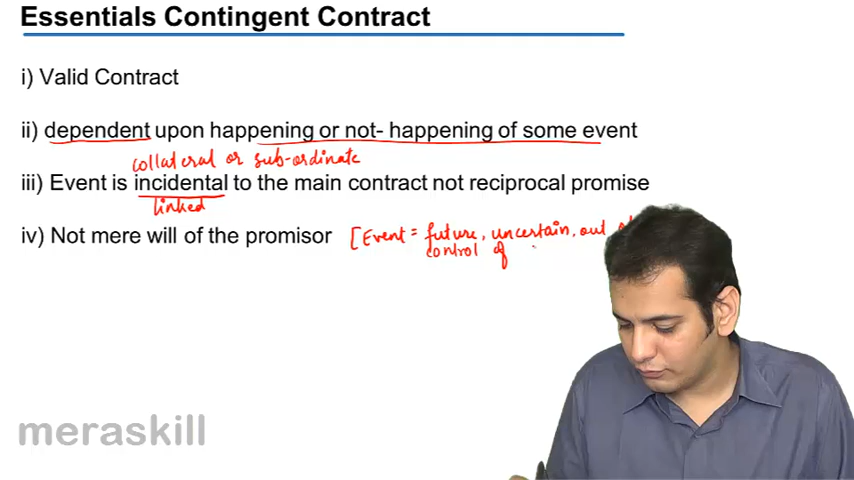 Essentials Contingent Contract
i) Valid Contract
ii) dependent upon happening or not- happening of some event
collateral or sub-ordinate
iii) Event is incidental to the main contract not reciprocal promise
linked
iv) Not mere will of the promisor [Event = future, uncertain, out
control of
meraskill